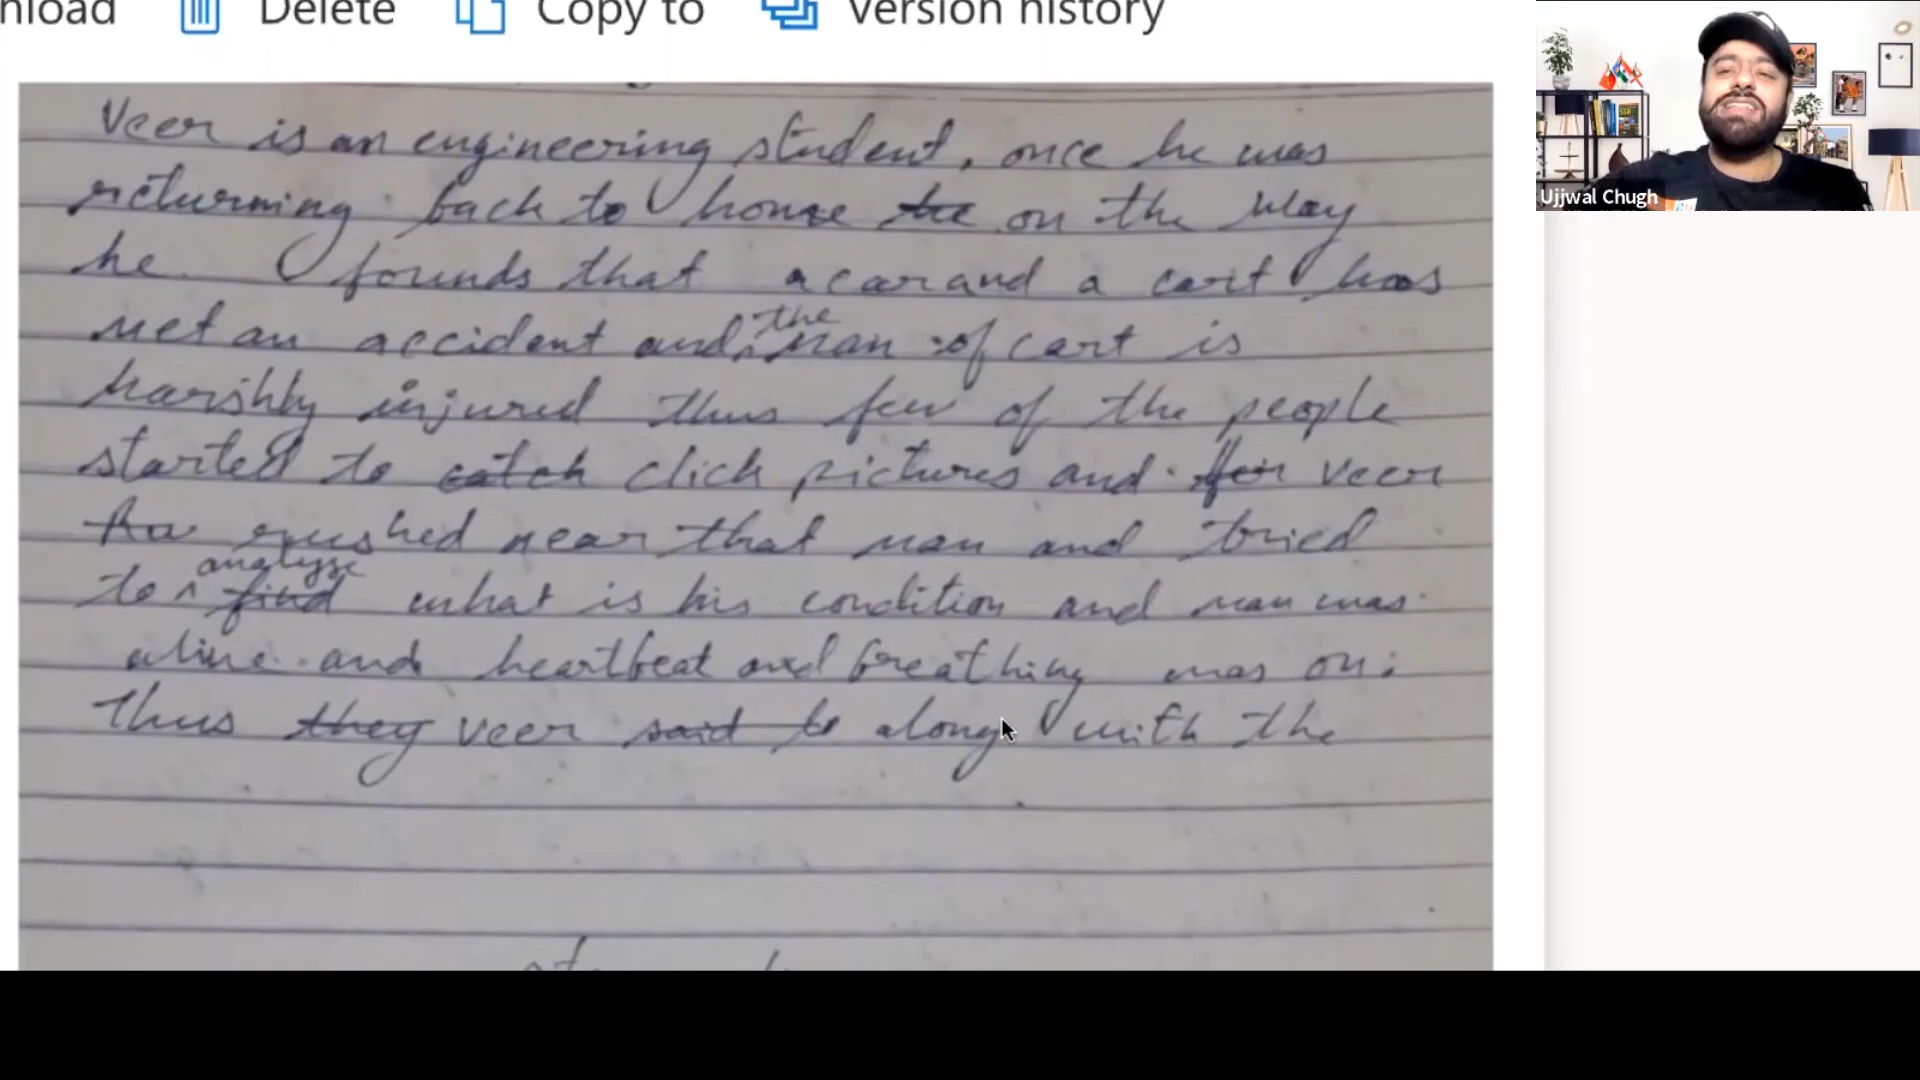 nload Delete Copy to Version history
Ujjwal Chugh
Veer is an engineering student, once he was
returning back to home the on the way
he founds that a car and a cart has
met an accident and the man of cart is
harshly injured thus few of the people
started to catch click pictures and Veer
rushed near that man and tried
to analyse find what is his condition and man was
alive and heartbeat and breathing was on.
Thus they veer said to along with the